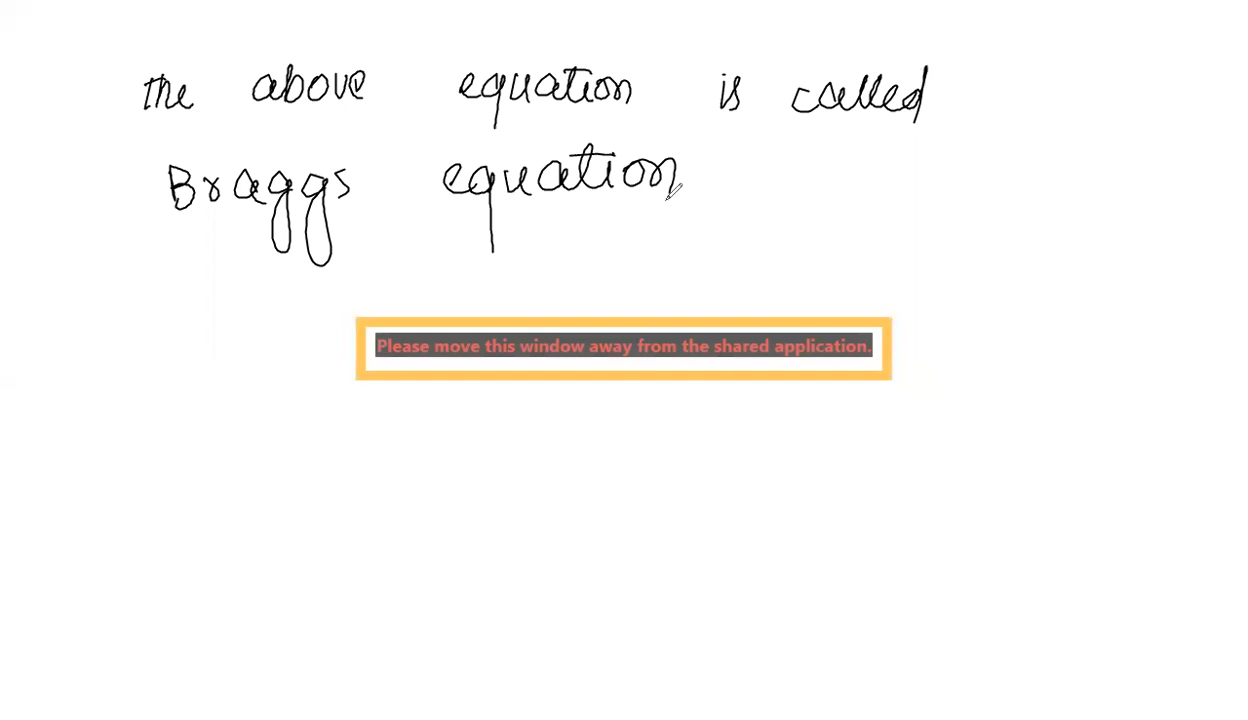 the above equation is called
Braggs equation
Please move this window away from the shared application.